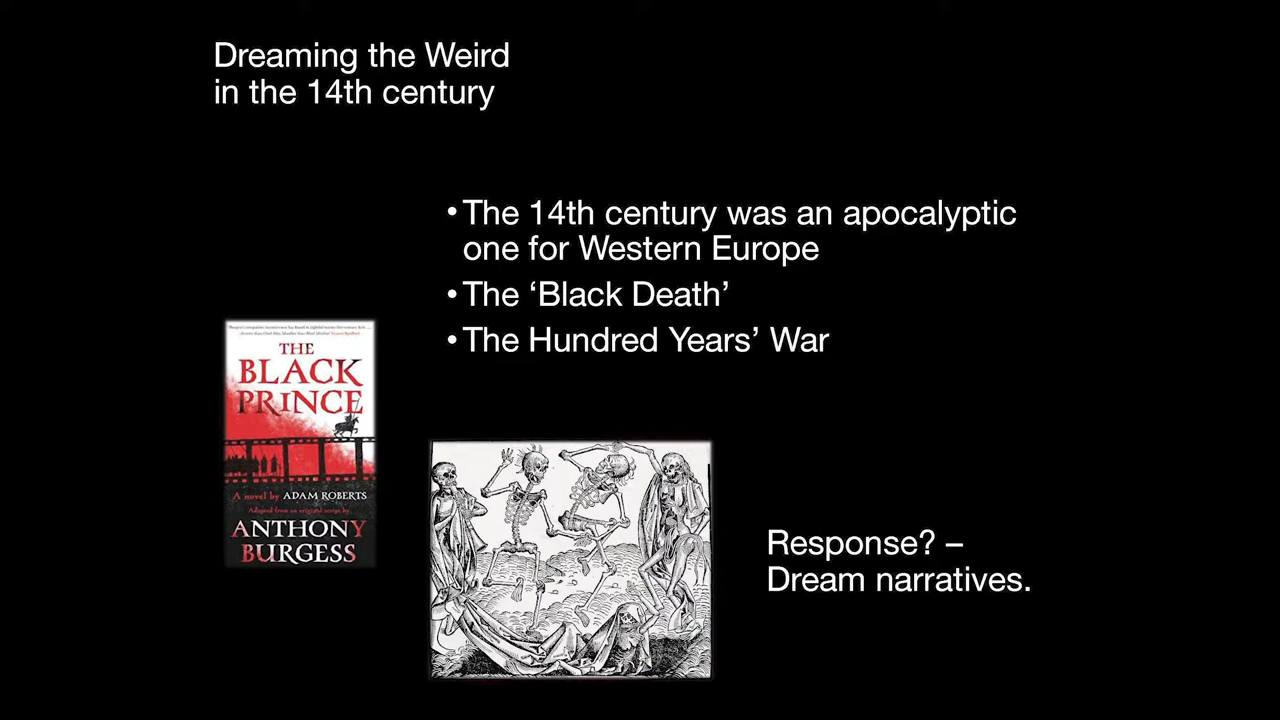 Dreaming the Weird
in the 14th century
•The 14th century was an apocalyptic
one for Western Europe
•The ‘Black Death’
•The Hundred Years’ War
THE
BLACK
PRINCE
A novel by ADAM ROBERTS
Adapted from an original script by
ANTHONY
BURGESS
Response? –
Dream narratives.